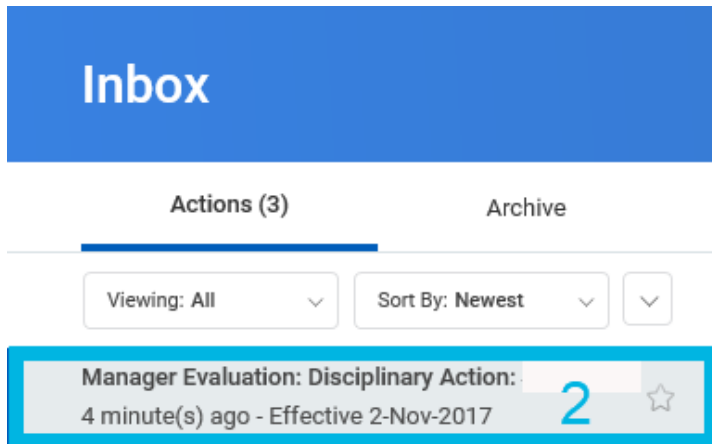 Inbox
Actions (3) Archive
Viewing: All Sort By: Newest
Manager Evaluation: Disciplinary Action:
4 minute(s) ago - Effective 2-Nov-2017 2